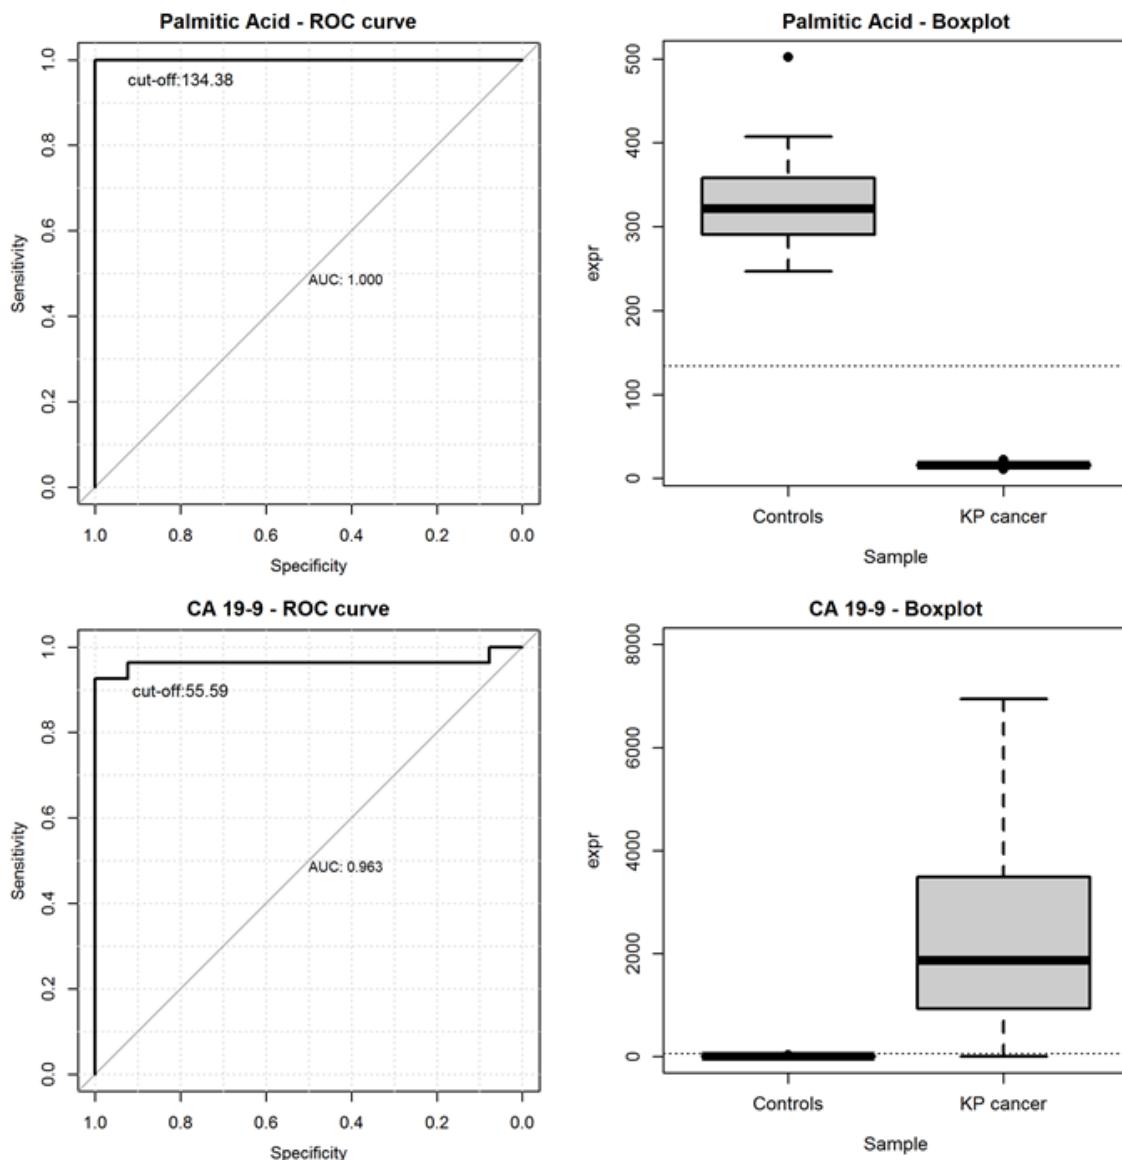 Palmitic Acid - ROC curve
1.0
0.8
0.6
0.4
0.2
0.0
Sensitivity
cut-off:134.38
AUC: 1.000
1.0 0.8 0.6 0.4 0.2 0.0
Specificity
Palmitic Acid - Boxplot
500
400
300
200
100
0
expr
Controls KP cancer
Sample
CA 19-9 - ROC curve
1.0
0.8
0.6
0.4
0.2
0.0
Sensitivity
cut-off:55.59
AUC: 0.963
1.0 0.8 0.6 0.4 0.2 0.0
Specificity
CA 19-9 - Boxplot
8000
6000
4000
2000
0
expr
Controls KP cancer
Sample